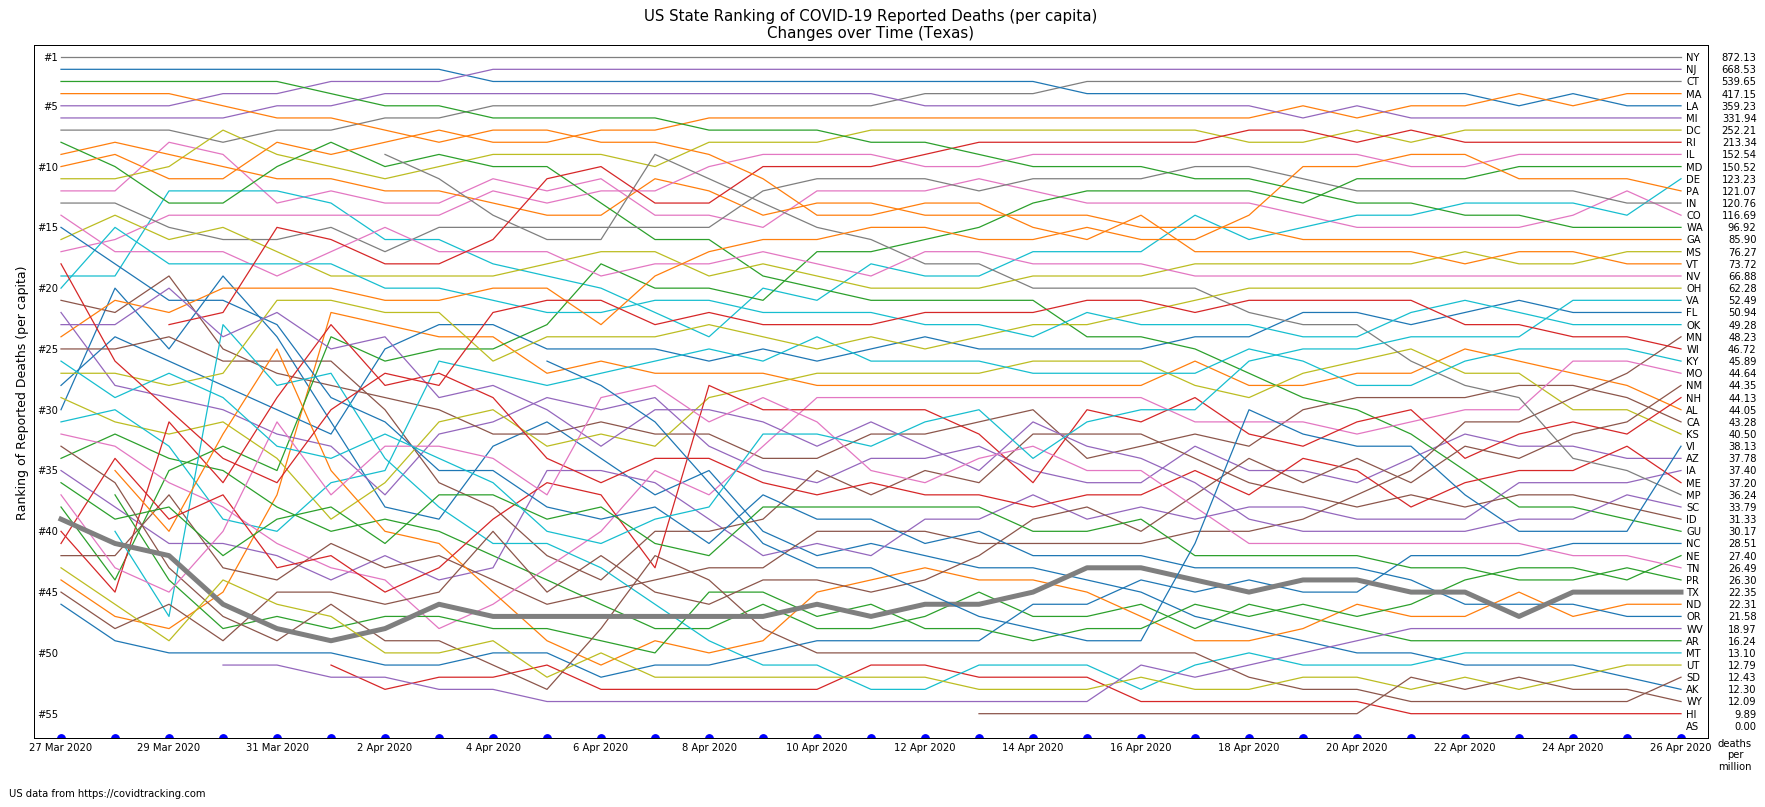 US State Ranking of COVID-19 Reported Deaths (per capita)
Changes over Time (Texas)
Ranking of Reported Deaths (per capita)
#1
#5
#10
#15
#20
#25
#30
#35
#40
#45
#50
#55
NY 872.13
NJ 668.53
CT 539.65
MA 417.15
LA 359.23
MI 331.94
DC 252.21
RI 213.34
IL 152.54
MD 150.52
DE 123.23
PA 121.07
IN 120.76
CO 116.69
WA 96.92
GA 85.90
MS 76.27
VT 73.72
NV 66.88
OH 62.28
VA 52.49
FL 50.94
OK 49.28
MN 48.23
WI 46.72
KY 45.89
MO 44.64
NM 44.35
NH 44.13
AL 44.05
CA 43.28
KS 40.50
VI 38.13
AZ 37.78
IA 37.40
ME 37.20
MP 36.24
SC 33.79
ID 31.33
GU 30.17
NC 28.51
NE 27.40
TN 26.49
PR 26.30
TX 22.35
ND 22.31
OR 21.58
WV 18.97
AR 16.24
MT 13.10
UT 12.79
SD 12.43
AK 12.30
WY 12.09
HI 9.89
AS 0.00
27 Mar 2020 29 Mar 2020 31 Mar 2020 2 Apr 2020 4 Apr 2020 6 Apr 2020 8 Apr 2020 10 Apr 2020 12 Apr 2020 14 Apr 2020 16 Apr 2020 18 Apr 2020 20 Apr 2020 22 Apr 2020 24 Apr 2020 26 Apr 2020
deaths
per
million
US data from https://covidtracking.com